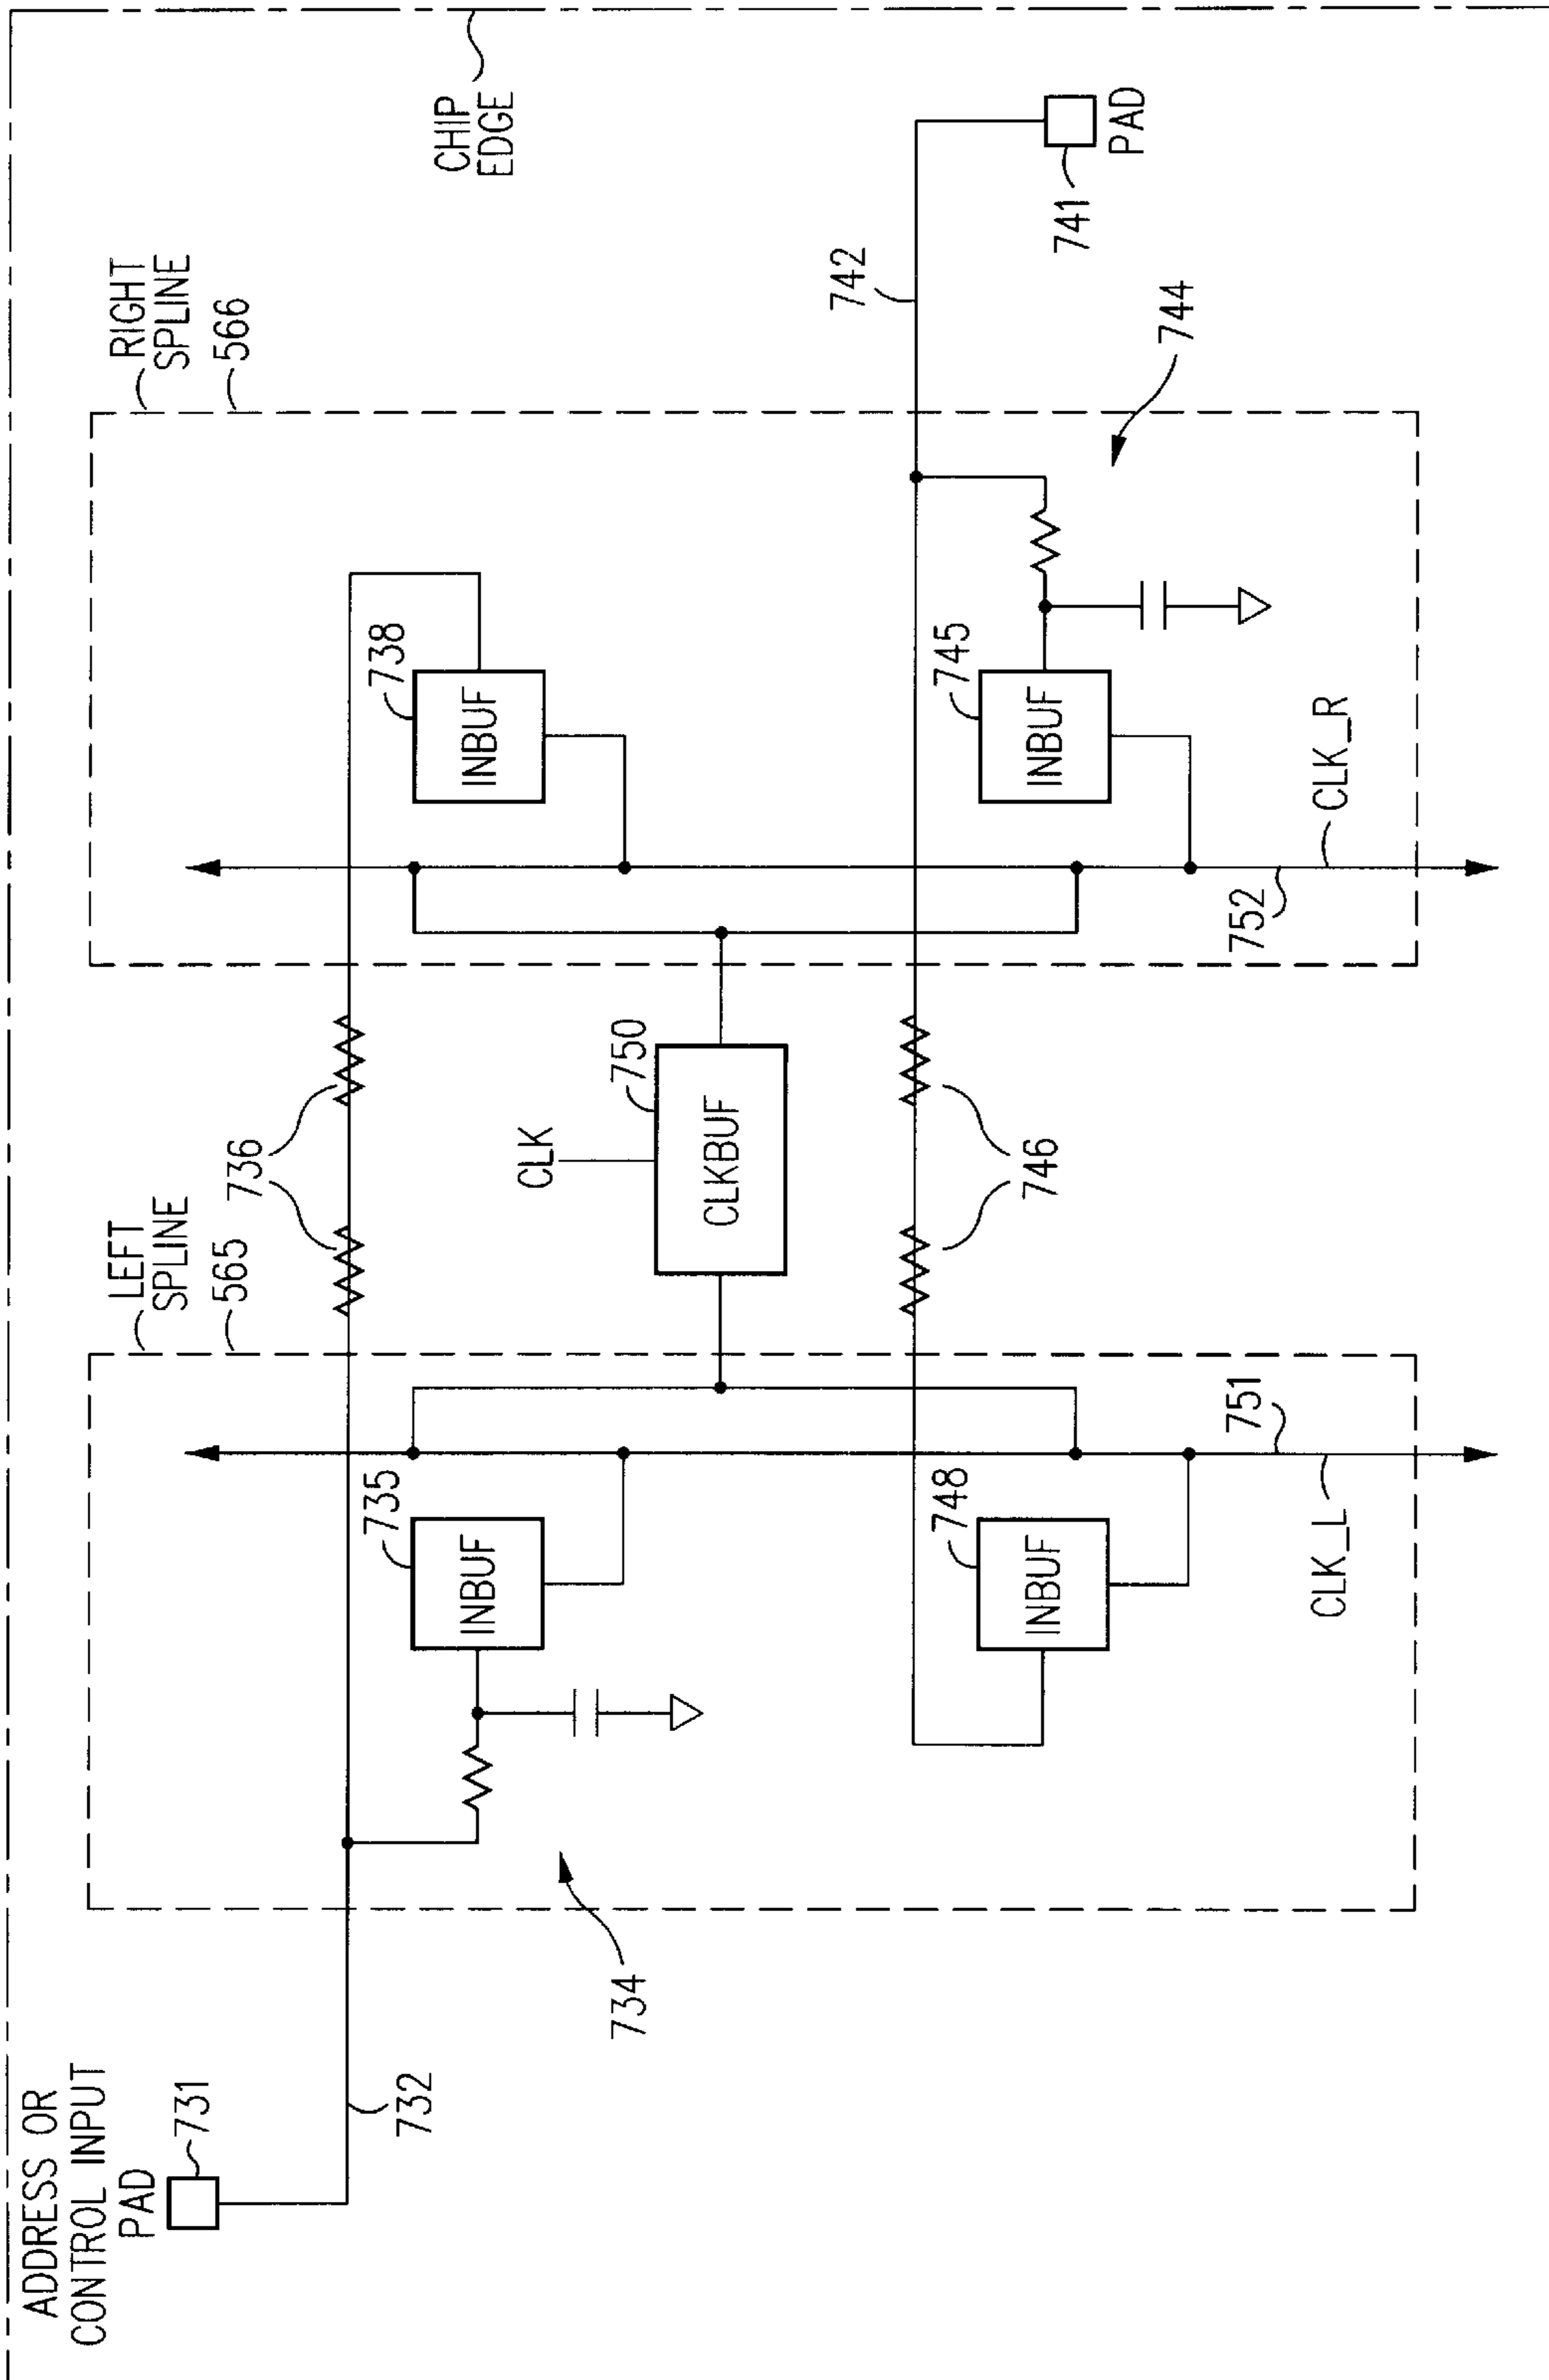 ADDRESS OR
CONTROL INPUT
PAD
731
732
734
LEFT
SPLINE
565
735
INBUF
748
INBUF
751
CLK_L
736
CLK
750
CLKBUF
746
RIGHT
SPLINE
566
738
INBUF
745
INBUF
752
CLK_R
742
744
741
PAD
CHIP
EDGE